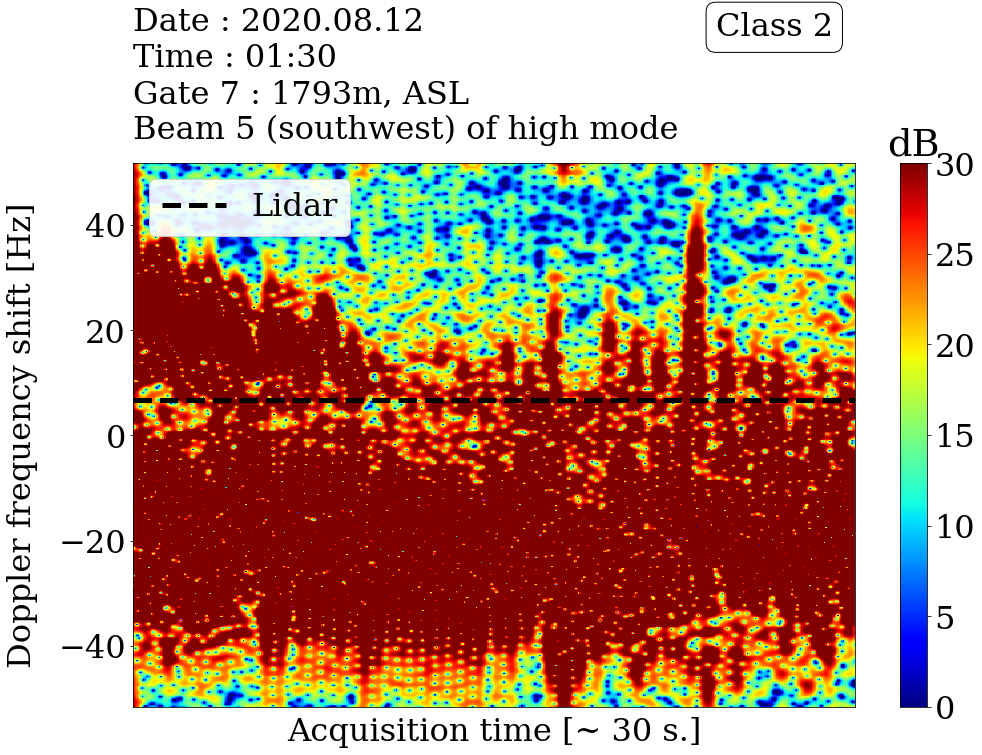 Date : 2020.08.12
Time : 01:30
Gate 7 : 1793m, ASL
Beam 5 (southwest) of high mode
Class 2
dB
Lidar
Doppler frequency shift [Hz]
40
20
0
−20
−40
Acquisition time [~ 30 s.]
30
25
20
15
10
5
0